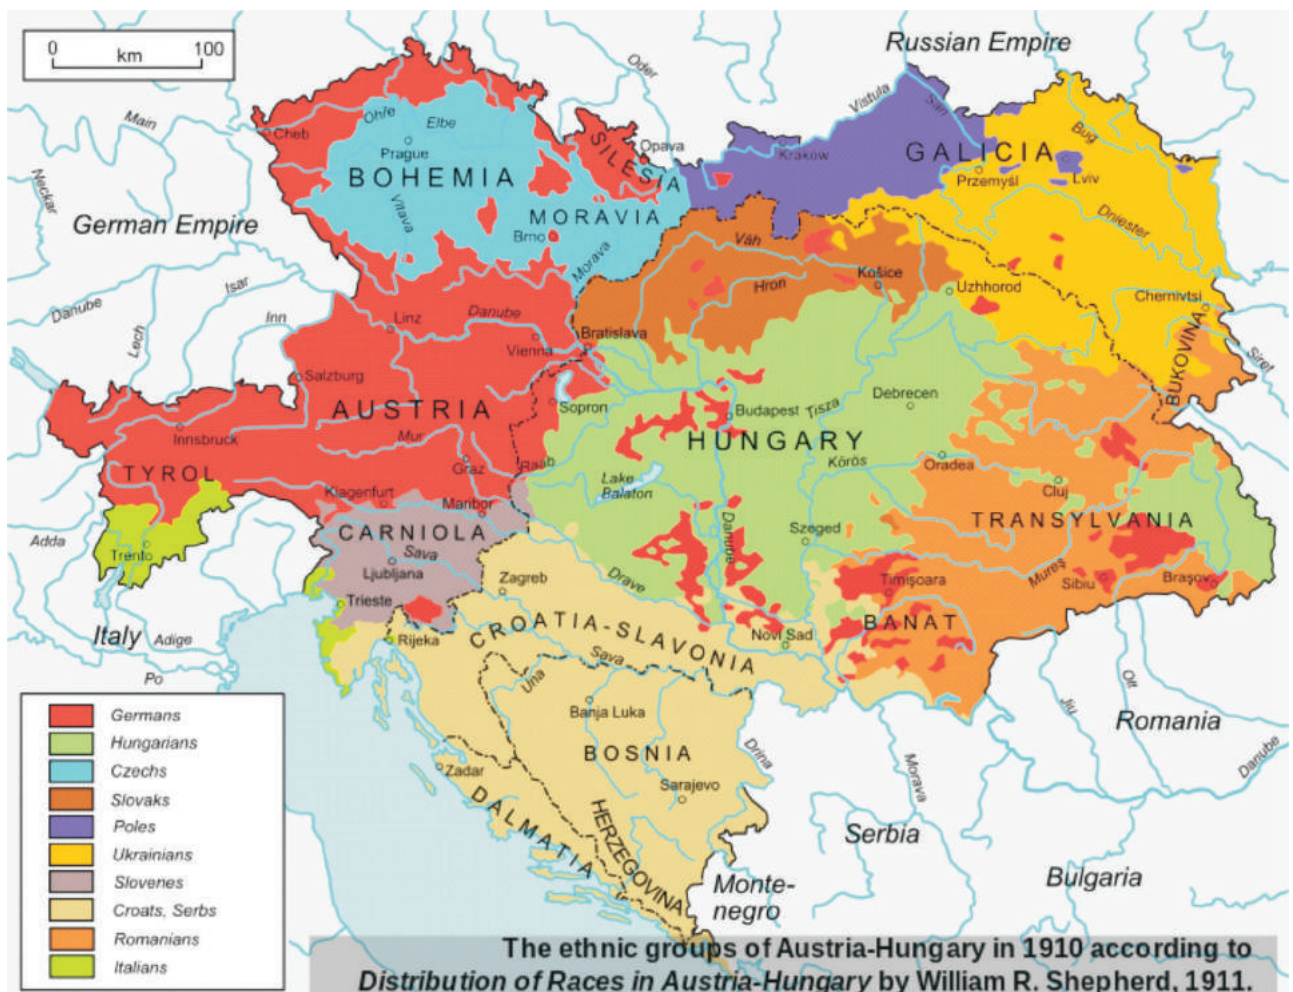 0 100
km
Russian Empire
Oder
Vistula
San
Bug
Main
Cheb
Ohře
Elbe
Prague
BOHEMIA
Vltava
SILESIA
Opava
Kraków
GALICIA
Przemyśl
Lviv
Dniester
Neckar
German Empire
MORAVIA
Brno
Morava
Váh
Hron
Košice
Uzhhorod
Chernivtsi
BUKOVINA
Siret
Danube
Isar
Lech
Inn
Linz
Danube
Vienna
Bratislava
Salzburg
AUSTRIA
Sopron
Budapest
Tisza
Debrecen
HUNGARY
Innsbruck
Mur
TYROL
Graz
Raab
Lake
Balaton
Körös
Oradea
Cluj
TRANSYLVANIA
Klagenfurt
Maribor
CARNIOLA
Sava
Ljubljana
Adda
Trento
Szeged
Danube
Drave
Zagreb
Mureş
Timişoara
Sibiu
Braşov
Trieste
Italy
Adige
Po
Rijeka
CROATIA-SLAVONIA
Novi Sad
BANAT
Sava
Una
Banja Luka
BOSNIA
Drina
Morava
Jiu
Olt
Romania
Danube
Zadar
Sarajevo
DALMATIA
HERZEGOVINA
Serbia
Monte-
negro
Bulgaria
Germans
Hungarians
Czechs
Slovaks
Poles
Ukrainians
Slovenes
Croats, Serbs
Romanians
Italians
The ethnic groups of Austria-Hungary in 1910 according to
Distribution of Races in Austria-Hungary by William R. Shepherd, 1911.